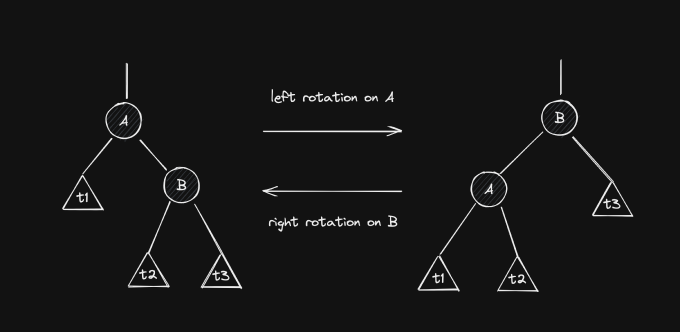 left rotation on A
A
B
t1
t2
t3
right rotation on B
B
A
t3
t1
t2